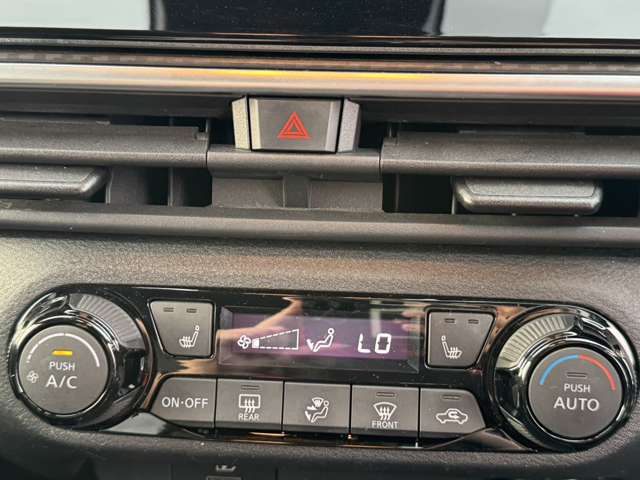 LO
PUSH
A/C
ON·OFF
REAR
FRONT
PUSH
AUTO